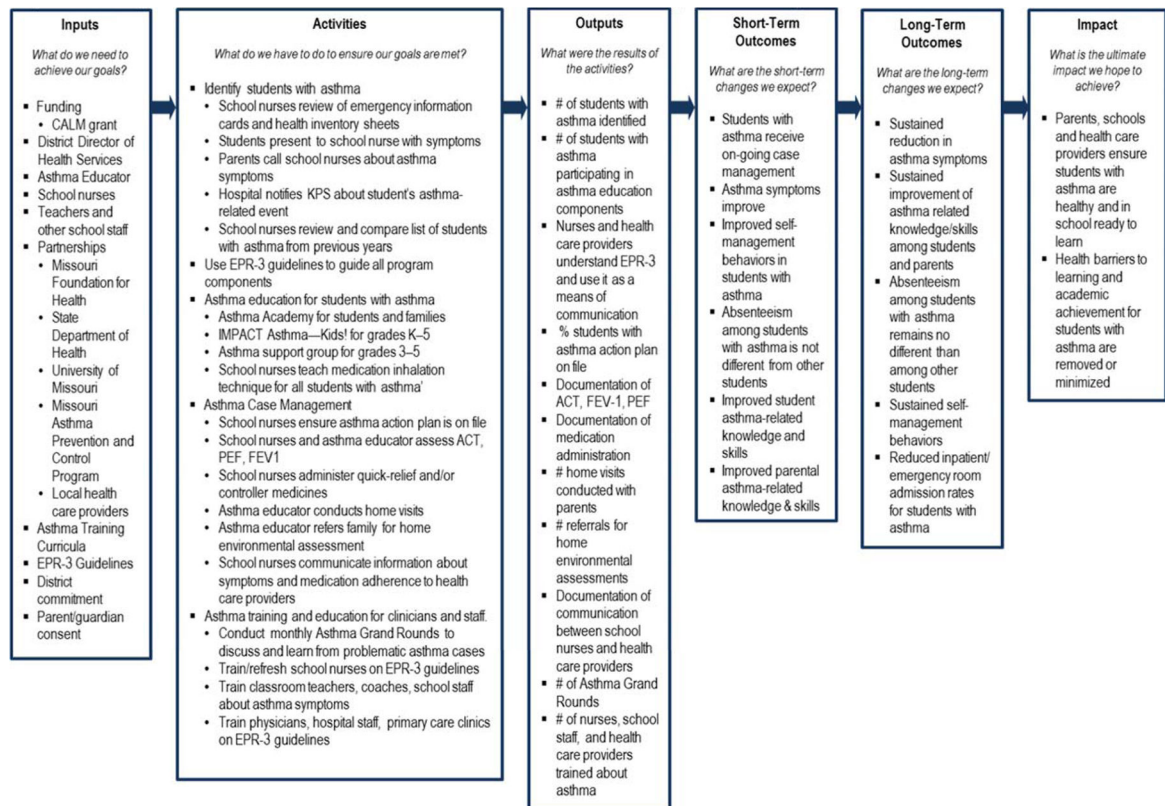 Inputs
What do we need to
achieve our goals?
▪ Funding
• CALM grant
▪ District Director of
Health Services
▪ Asthma Educator
▪ School nurses
▪ Teachers and
other school staff
▪ Partnerships
• Missouri
Foundation for
Health
• State
Department of
Health
• University of
Missouri
• Missouri
Asthma
Prevention and
Control
Program
• Local health
care providers
▪ Asthma Training
Curricula
▪ EPR-3 Guidelines
▪ District
commitment
▪ Parent/guardian
consent
Activities
What do we have to do to ensure our goals are met?
▪ Identify students with asthma
• School nurses review of emergency information
cards and health inventory sheets
• Students present to school nurse with symptoms
• Parents call school nurses about asthma
symptoms
• Hospital notifies KPS about student's asthma-
related event
• School nurses review and compare list of students
with asthma from previous years
▪ Use EPR-3 guidelines to guide all program
components
▪ Asthma education for students with asthma
• Asthma Academy for students and families
• IMPACT Asthma—Kids! for grades K–5
• Asthma support group for grades 3–5
• School nurses teach medication inhalation
technique for all students with asthma'
▪ Asthma Case Management
• School nurses ensure asthma action plan is on file
• School nurses and asthma educator assess ACT,
PEF, FEV1
• School nurses administer quick-relief and/or
controller medicines
• Asthma educator conducts home visits
• Asthma educator refers family for home
environmental assessment
• School nurses communicate information about
symptoms and medication adherence to health
care providers
▪ Asthma training and education for clinicians and staff.
• Conduct monthly Asthma Grand Rounds to
discuss and learn from problematic asthma cases
• Train/refresh school nurses on EPR-3 guidelines
• Train classroom teachers, coaches, school staff
about asthma symptoms
• Train physicians, hospital staff, primary care clinics
on EPR-3 guidelines
Outputs
What were the results of
the activities?
▪ # of students with
asthma identified
▪ # of students with
asthma
participating in
asthma education
components
▪ Nurses and health
care providers
understand EPR-3
and use it as a
means of
communication
▪ % students with
asthma action plan
on file
▪ Documentation of
ACT, FEV-1, PEF
▪ Documentation of
medication
administration
▪ # home visits
conducted with
parents
▪ # referrals for
home
environmental
assessments
▪ Documentation of
communication
between school
nurses and health
care providers
▪ # of Asthma Grand
Rounds
▪ # of nurses, school
staff, and health
care providers
trained about
asthma
Short-Term
Outcomes
What are the short-term
changes we expect?
▪ Students with
asthma receive
on-going case
management
▪ Asthma symptoms
improve
▪ Improved self-
management
behaviors in
students with
asthma
▪ Absenteeism
among students
with asthma is not
different from other
students
▪ Improved student
asthma-related
knowledge and
skills
▪ Improved parental
asthma-related
knowledge & skills
Long-Term
Outcomes
What are the long-term
changes we expect?
▪ Sustained
reduction in
asthma symptoms
▪ Sustained
improvement of
asthma related
knowledge/skills
among students
and parents
▪ Absenteeism
among students
with asthma
remains no
different than
among other
students
▪ Sustained self-
management
behaviors
▪ Reduced inpatient/
emergency room
admission rates
for students with
asthma
Impact
What is the ultimate
impact we hope to
achieve?
▪ Parents, schools
and health care
providers ensure
students with
asthma are
healthy and in
school ready to
learn
▪ Health barriers to
learning and
academic
achievement for
students with
asthma are
removed or
minimized